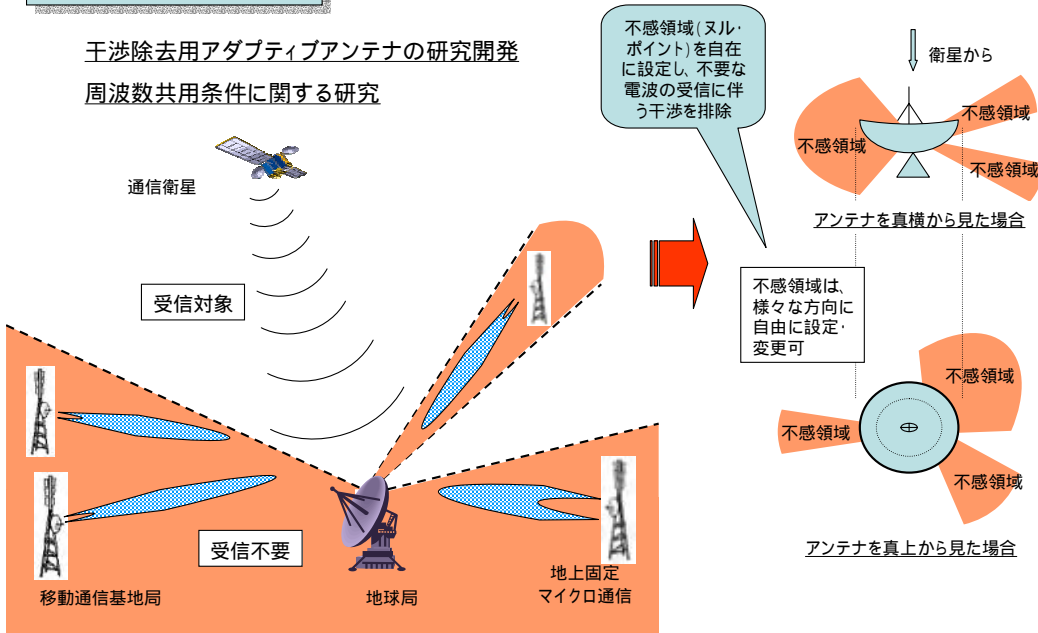 干渉除去用アダプティブアンテナの研究開発
周波数共用条件に関する研究
通信衛星
受信対象
受信不要
移動通信基地局
地球局
地上固定
マイクロ通信
不感領域(ヌル・
ポイント)を自在
に設定し、不要な
電波の受信に伴
う干渉を排除
不感領域は、
様々な方向に
自由に設定・
変更可
衛星から
不感領域
不感領域
不感領域
アンテナを真横から見た場合
不感領域
不感領域
不感領域
アンテナを真上から見た場合